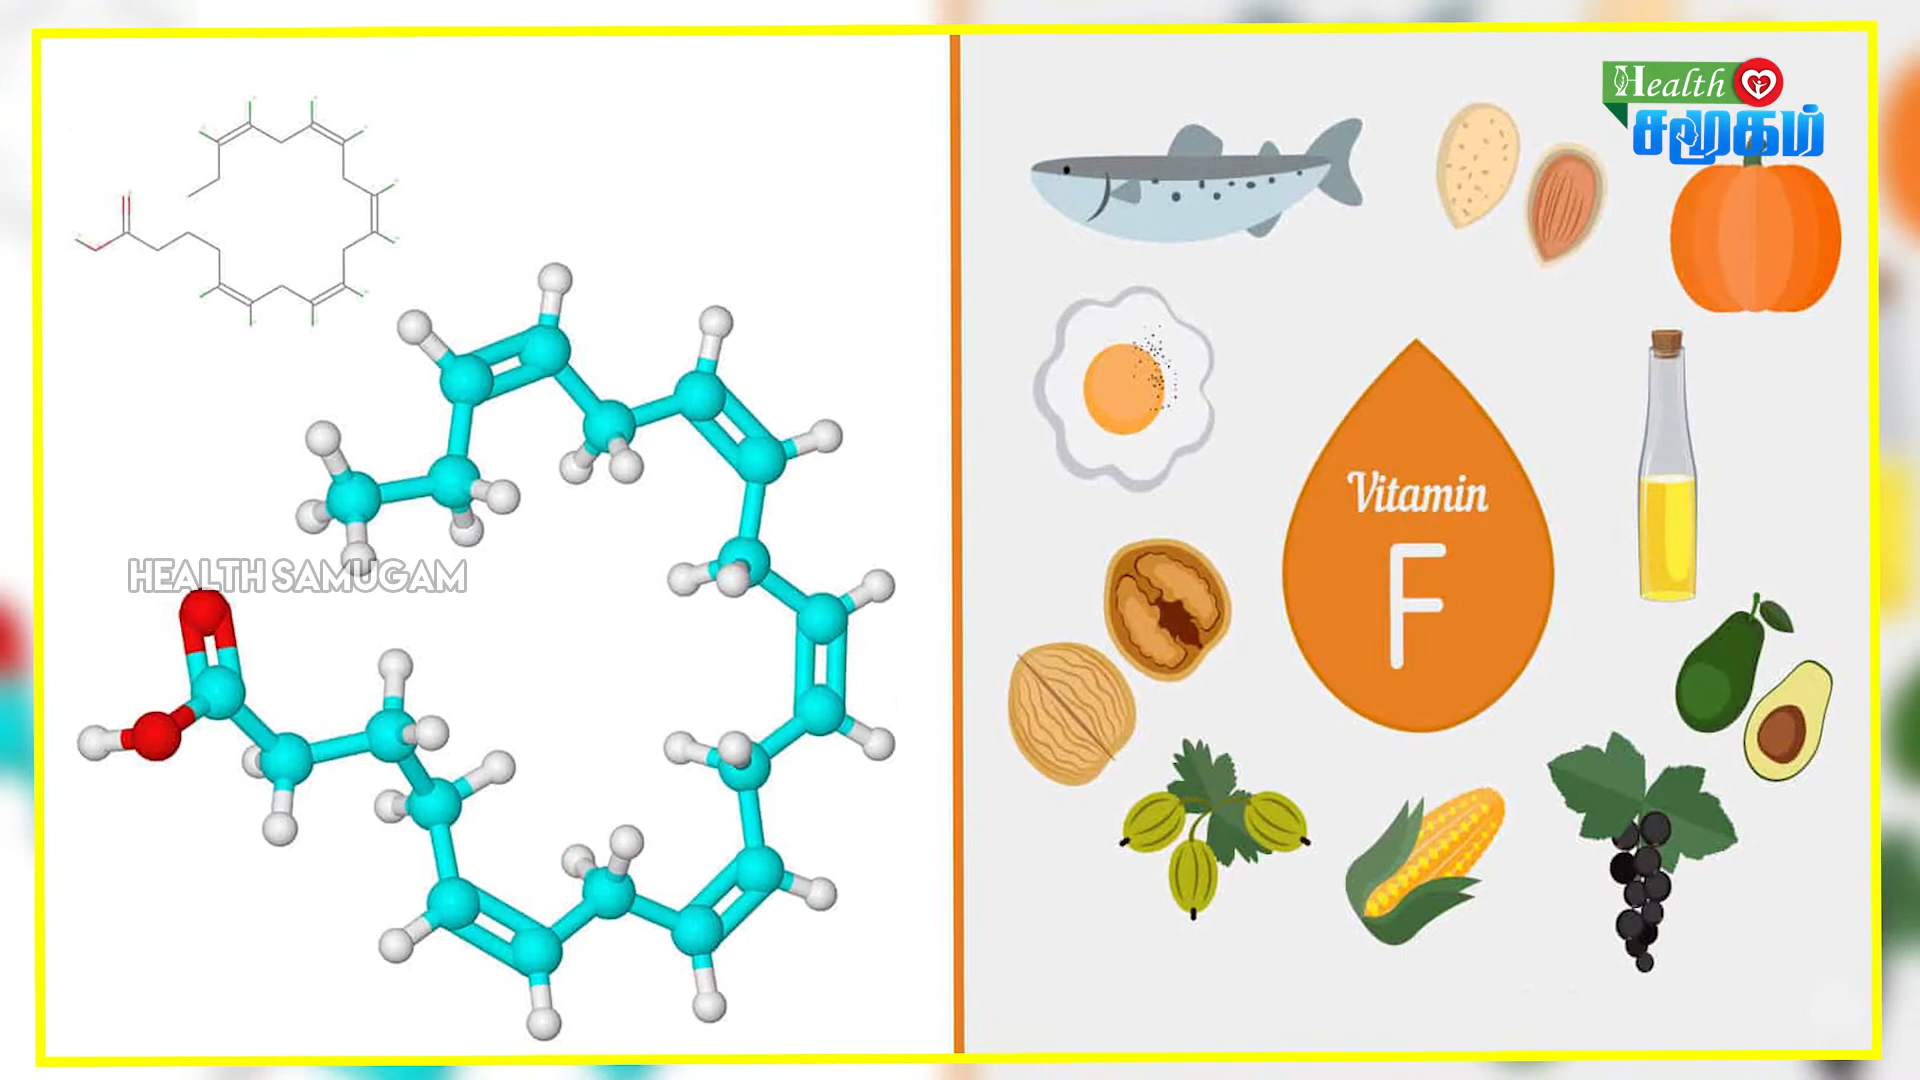 Health
சமூகம்
HEALTH SAMUGAM
Vitamin
F